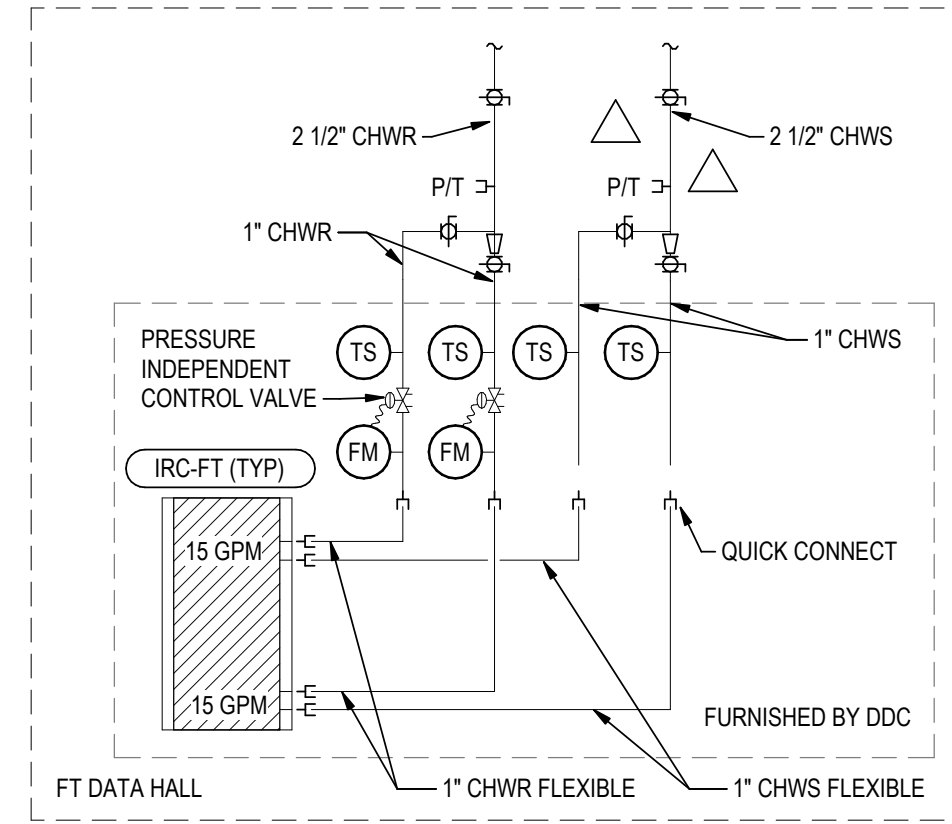 2 1/2" CHWR
2 1/2" CHWS
P/T
P/T
1" CHWR
1" CHWS
PRESSURE
INDEPENDENT
CONTROL VALVE
TS
TS
TS
TS
FM
FM
IRC-FT (TYP)
15 GPM
QUICK CONNECT
15 GPM
FURNISHED BY DDC
FT DATA HALL
1" CHWR FLEXIBLE
1" CHWS FLEXIBLE